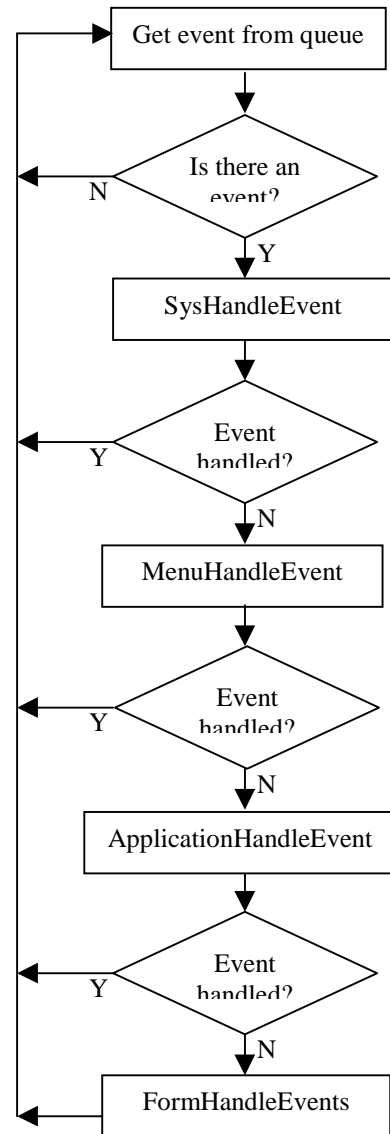 Get event from queue
Is there an
event?
N
Y
SysHandleEvent
Event
handled?
Y
N
MenuHandleEvent
Event
handled?
Y
N
ApplicationHandleEvent
Event
handled?
Y
N
FormHandleEvents